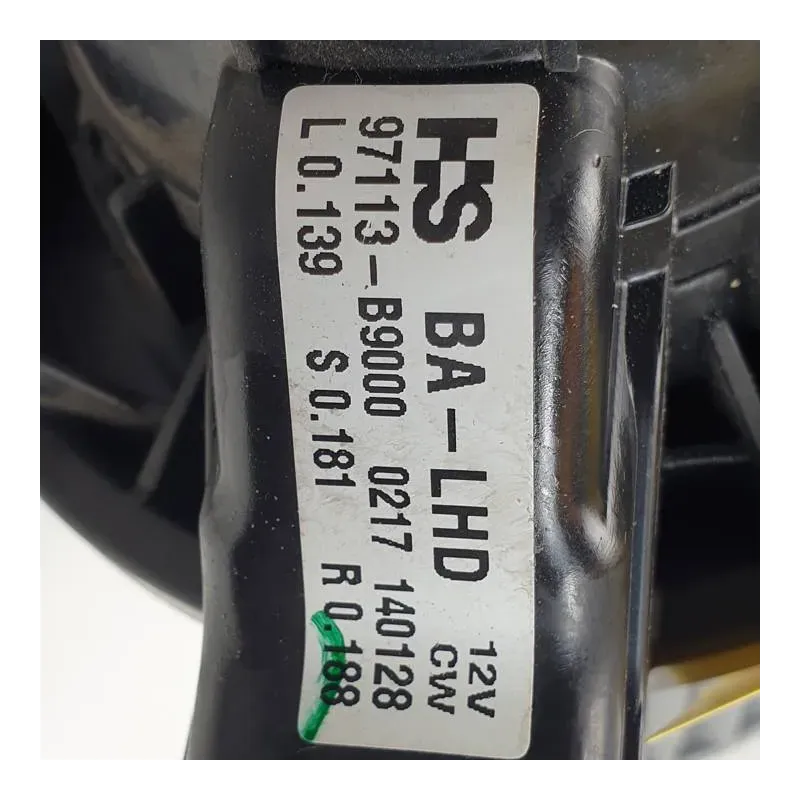 HS BA-LHD 12V
CW
97113-B9000 0217 140128
L 0.139 S 0.181 R 0.188